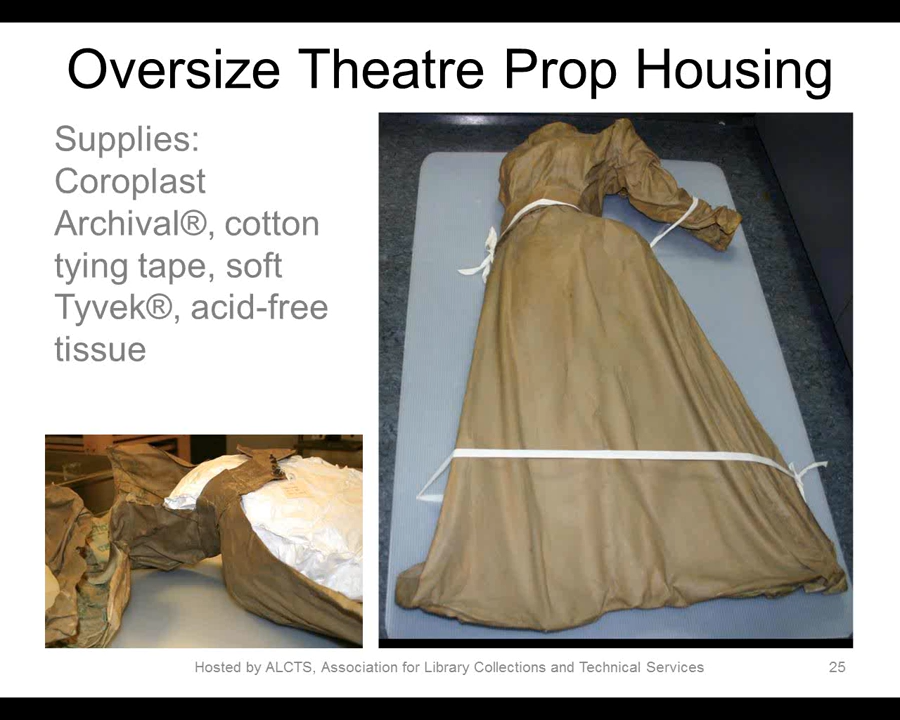 Oversize Theatre Prop Housing
Supplies:
Coroplast
Archival®, cotton
tying tape, soft
Tyvek®, acid-free
tissue
Hosted by ALCTS, Association for Library Collections and Technical Services
25